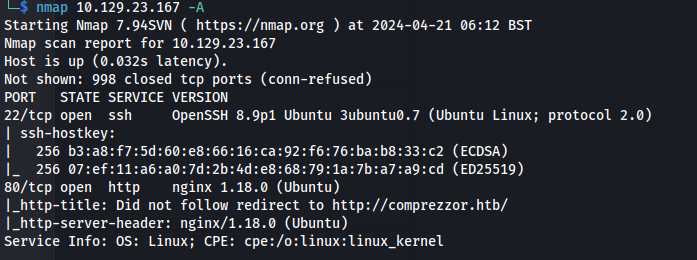 └─$ nmap 10.129.23.167 -A
Starting Nmap 7.94SVN ( https://nmap.org ) at 2024-04-21 06:12 BST
Nmap scan report for 10.129.23.167
Host is up (0.032s latency).
Not shown: 998 closed tcp ports (conn-refused)
PORT   STATE SERVICE VERSION
22/tcp open  ssh     OpenSSH 8.9p1 Ubuntu 3ubuntu0.7 (Ubuntu Linux; protocol 2.0)
| ssh-hostkey:
|   256 b3:a8:f7:5d:60:e8:66:16:ca:92:f6:76:ba:b8:33:c2 (ECDSA)
|_  256 07:ef:11:a6:a0:7d:2b:4d:e8:68:79:1a:7b:a7:a9:cd (ED25519)
80/tcp open  http    nginx 1.18.0 (Ubuntu)
|_http-title: Did not follow redirect to http://comprezzor.htb/
|_http-server-header: nginx/1.18.0 (Ubuntu)
Service Info: OS: Linux; CPE: cpe:/o:linux:linux_kernel